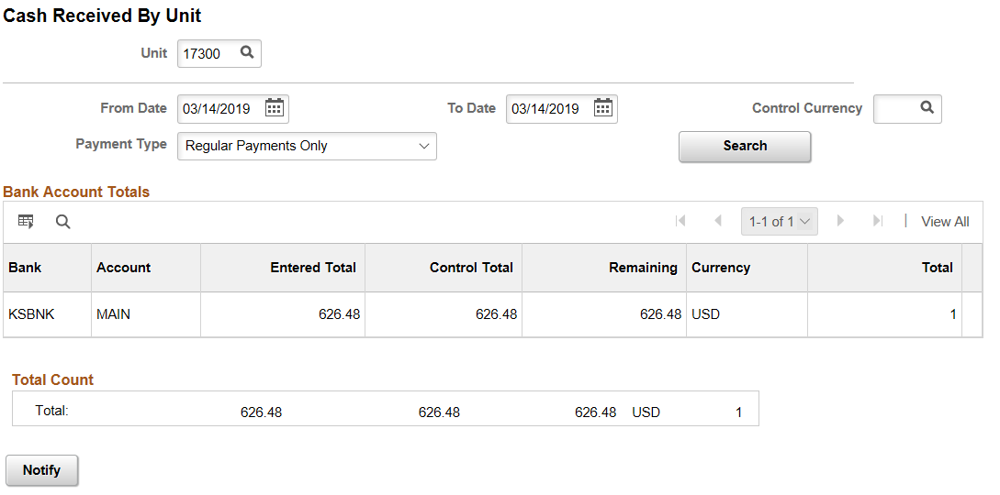 Cash Received By Unit
Unit 17300
From Date 03/14/2019 To Date 03/14/2019 Control Currency
Payment Type Regular Payments Only Search
Bank Account Totals
1-1 of 1 | View All
Bank Account Entered Total Control Total Remaining Currency Total
KSBNK MAIN 626.48 626.48 626.48 USD 1
Total Count
Total: 626.48 626.48 626.48 USD 1
Notify